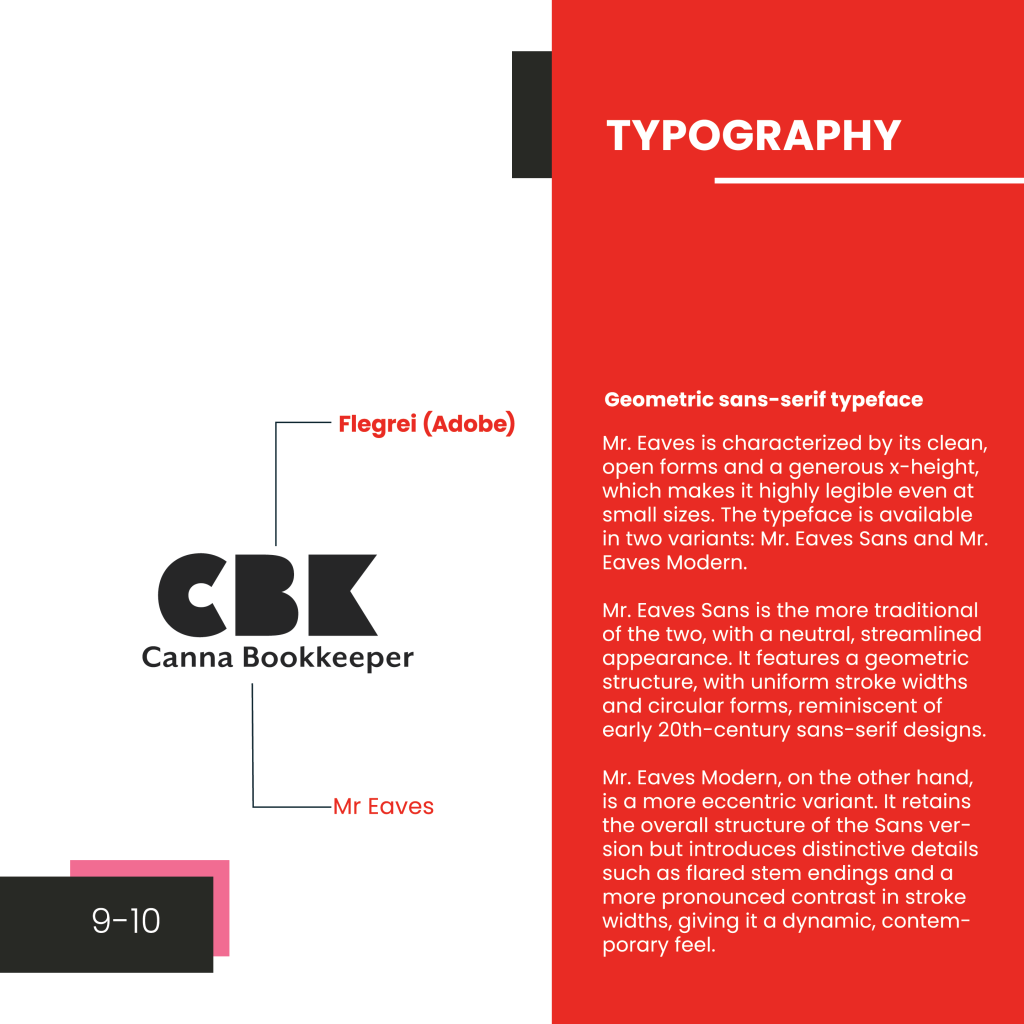 TYPOGRAPHY
Flegrei (Adobe)
CBK
Canna Bookkeeper
Mr Eaves
9-10
Geometric sans-serif typeface
Mr. Eaves is characterized by its clean,
open forms and a generous x-height,
which makes it highly legible even at
small sizes. The typeface is available
in two variants: Mr. Eaves Sans and Mr.
Eaves Modern.
Mr. Eaves Sans is the more traditional
of the two, with a neutral, streamlined
appearance. It features a geometric
structure, with uniform stroke widths
and circular forms, reminiscent of
early 20th-century sans-serif designs.
Mr. Eaves Modern, on the other hand,
is a more eccentric variant. It retains
the overall structure of the Sans ver-
sion but introduces distinctive details
such as flared stem endings and a
more pronounced contrast in stroke
widths, giving it a dynamic, contem-
porary feel.